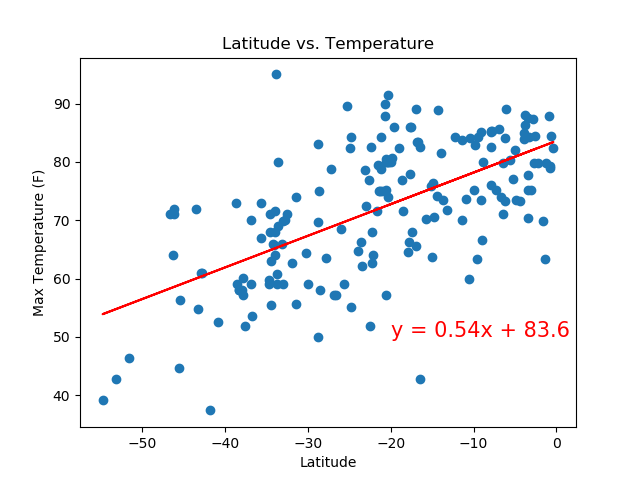 Latitude vs. Temperature
Max Temperature (F)
90
80
70
60
50
40
y = 0.54x + 83.6
−50 −40 −30 −20 −10 0
Latitude